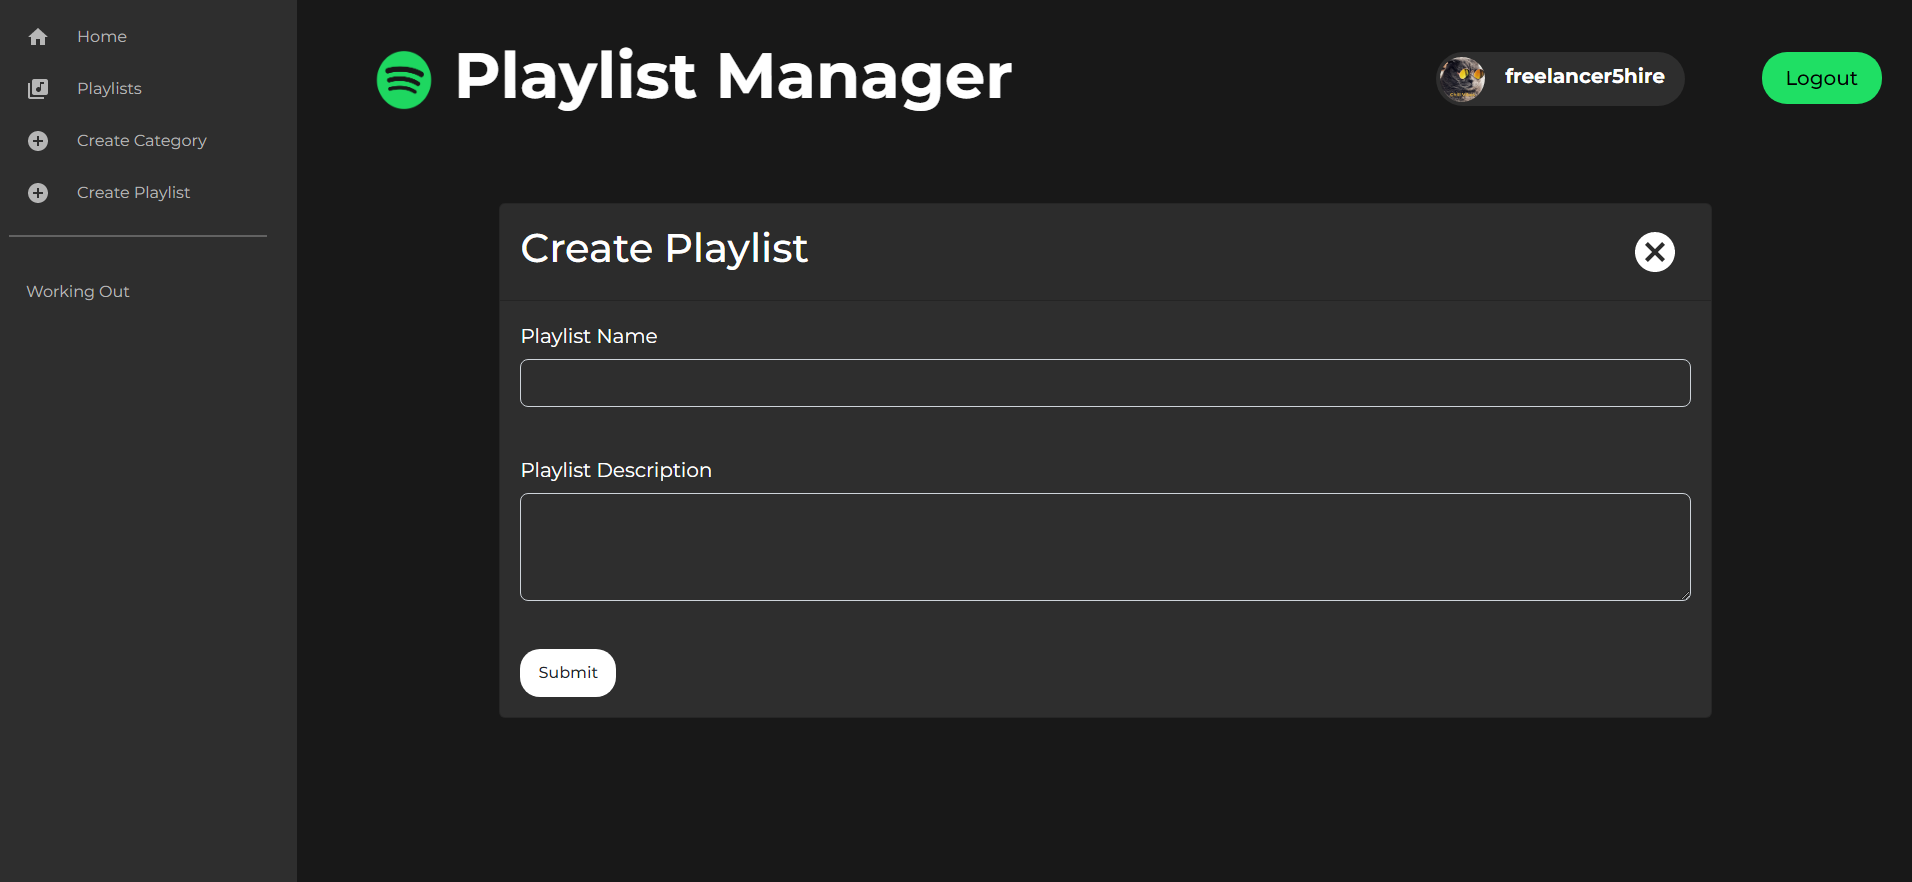 Home
Playlists
Create Category
Create Playlist
Working Out
Playlist Manager
freelancer5hire
Logout
Create Playlist
Playlist Name
Playlist Description
Submit